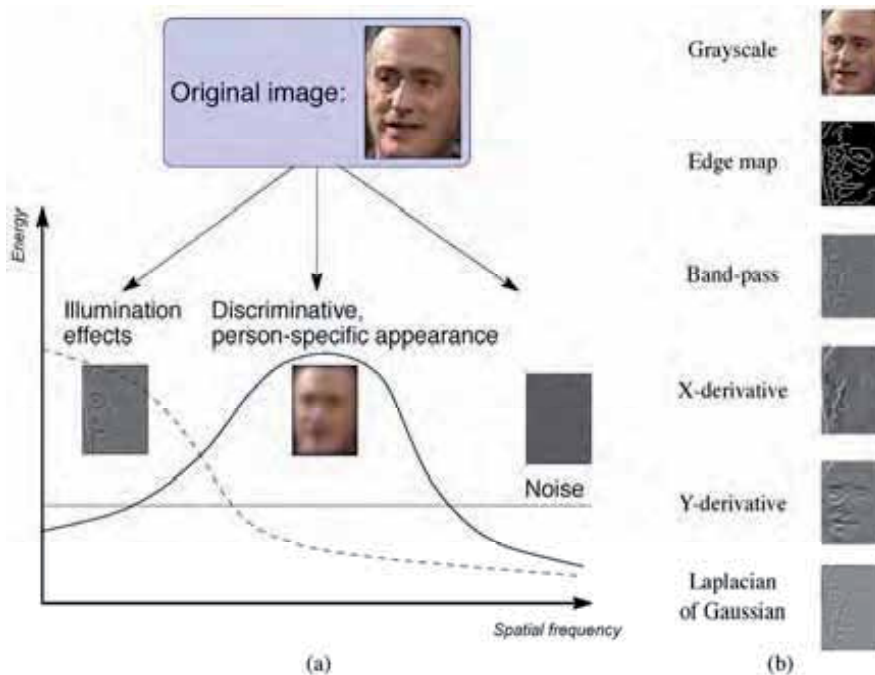 Original image:
Energy
Illumination
effects
Discriminative,
person-specific appearance
Noise
Spatial frequency
(a)
Grayscale
Edge map
Band-pass
X-derivative
Y-derivative
Laplacian
of Gaussian
(b)